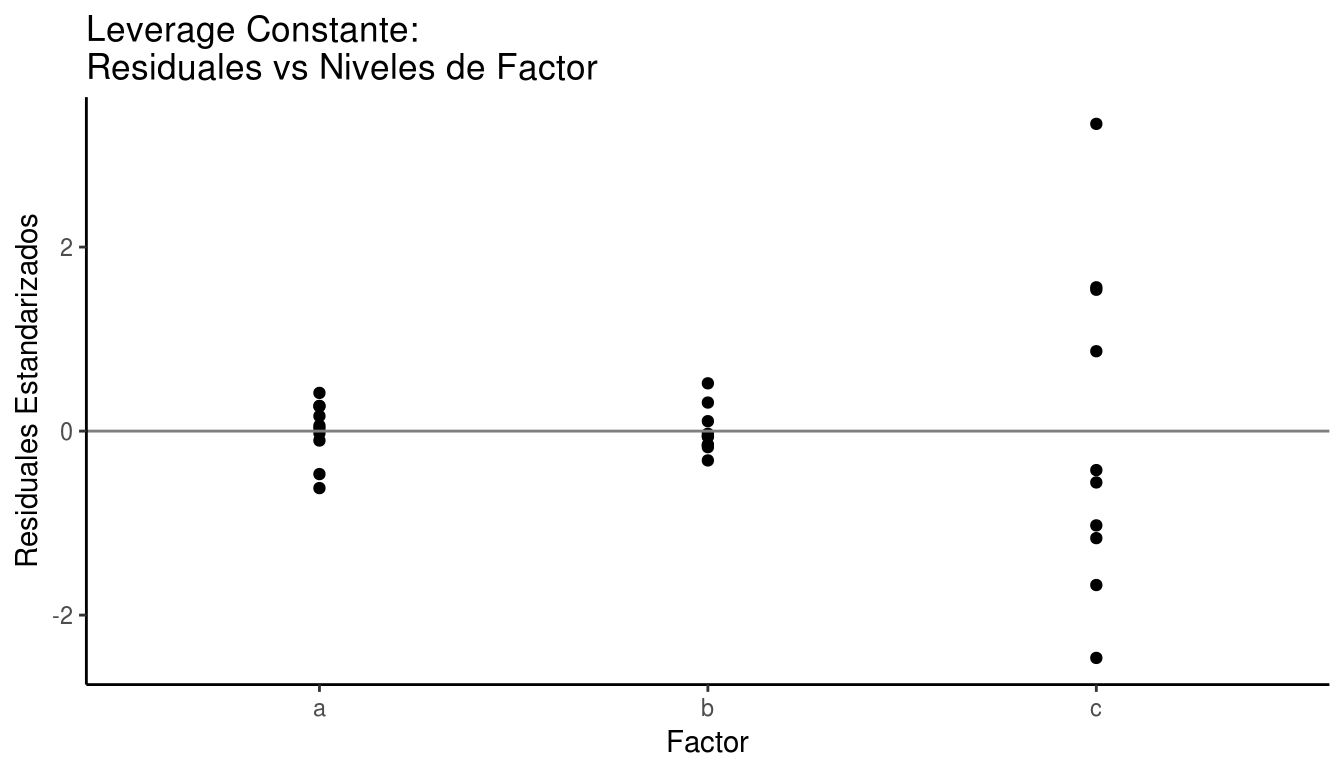 Leverage Constante:
Residuales vs Niveles de Factor
Residuales Estandarizados
2
0
-2
a
b
c
Factor